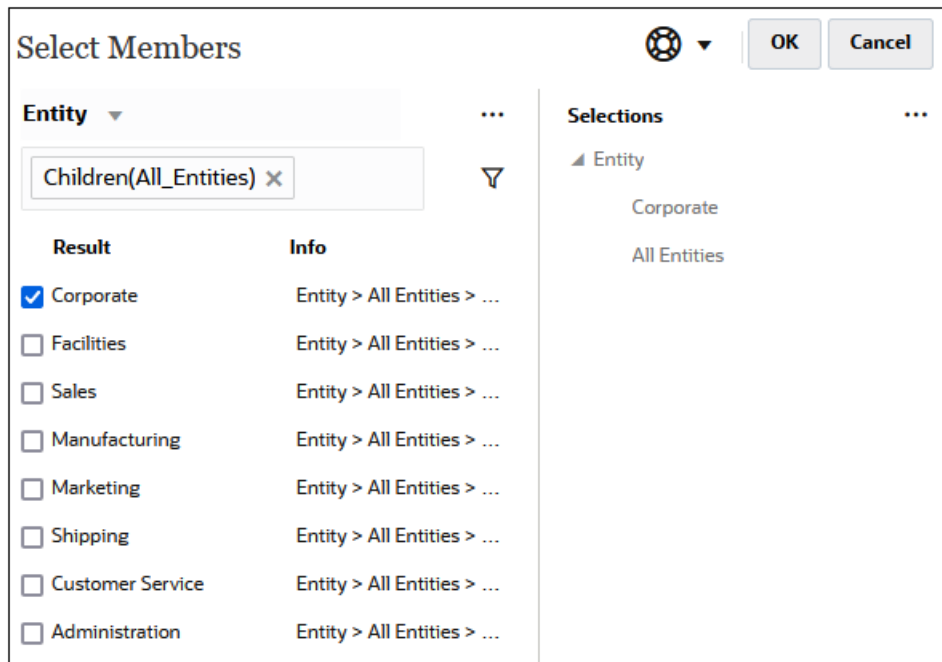 Select Members
OK
Cancel
Entity
...
Children(All_Entities) ×
Result Info
Corporate Entity > All Entities > ...
Facilities Entity > All Entities > ...
Sales Entity > All Entities > ...
Manufacturing Entity > All Entities > ...
Marketing Entity > All Entities > ...
Shipping Entity > All Entities > ...
Customer Service Entity > All Entities > ...
Administration Entity > All Entities > ...
Selections ...
Entity
Corporate
All Entities